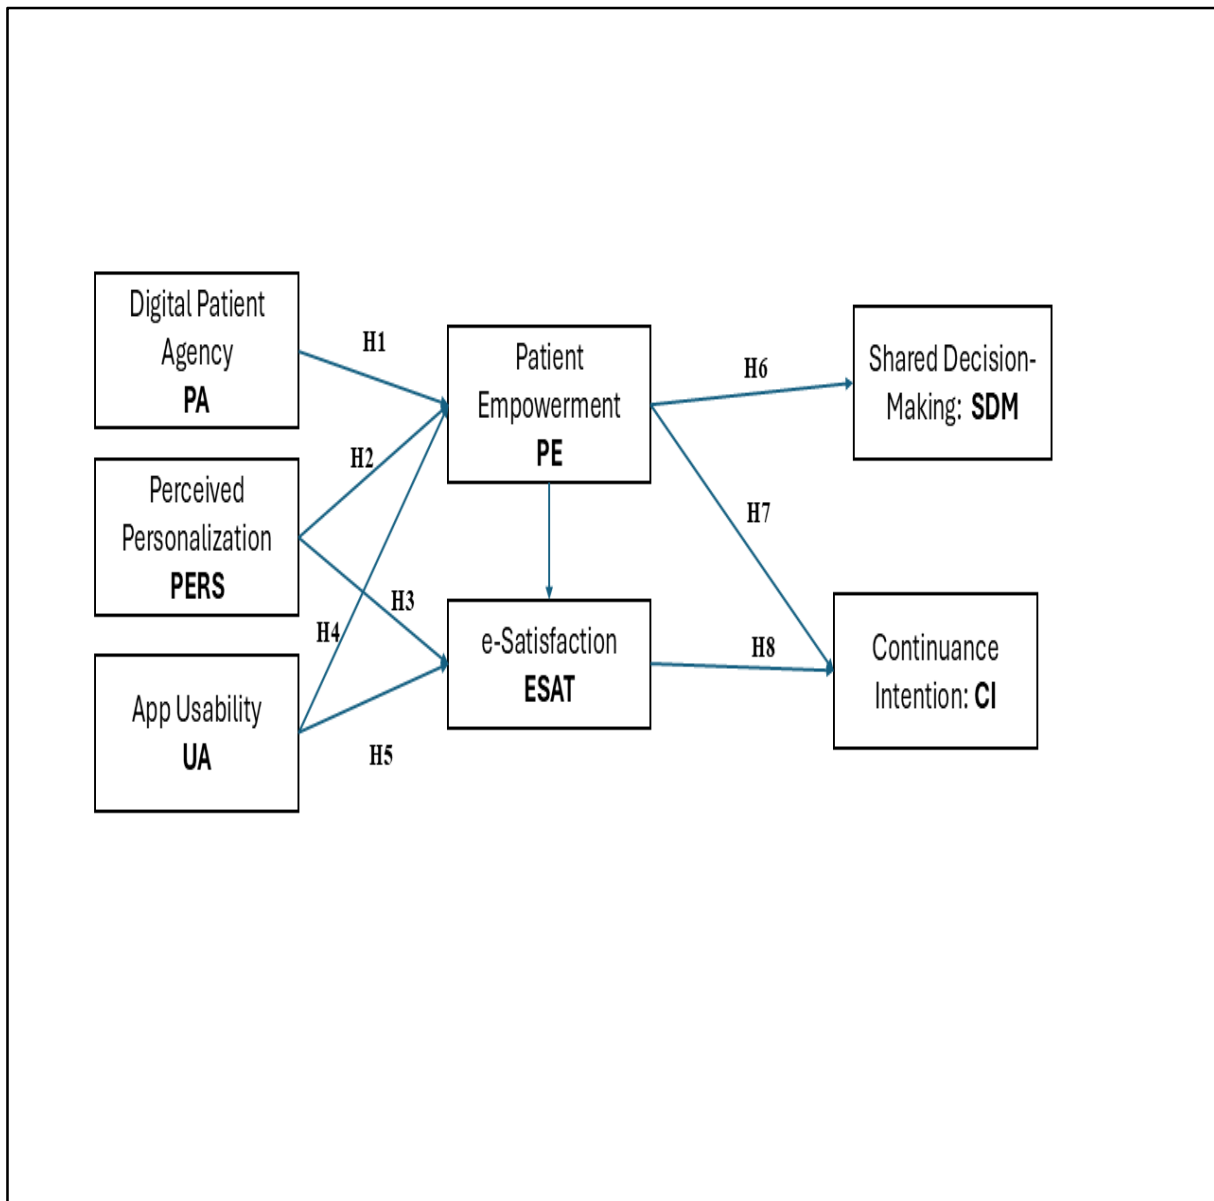 Digital Patient
Agency
PA
Perceived
Personalization
PERS
App Usability
UA
H1
H2
H3
H4
H5
Patient
Empowerment
PE
e-Satisfaction
ESAT
H6
H7
H8
Shared Decision-
Making: SDM
Continuance
Intention: CI